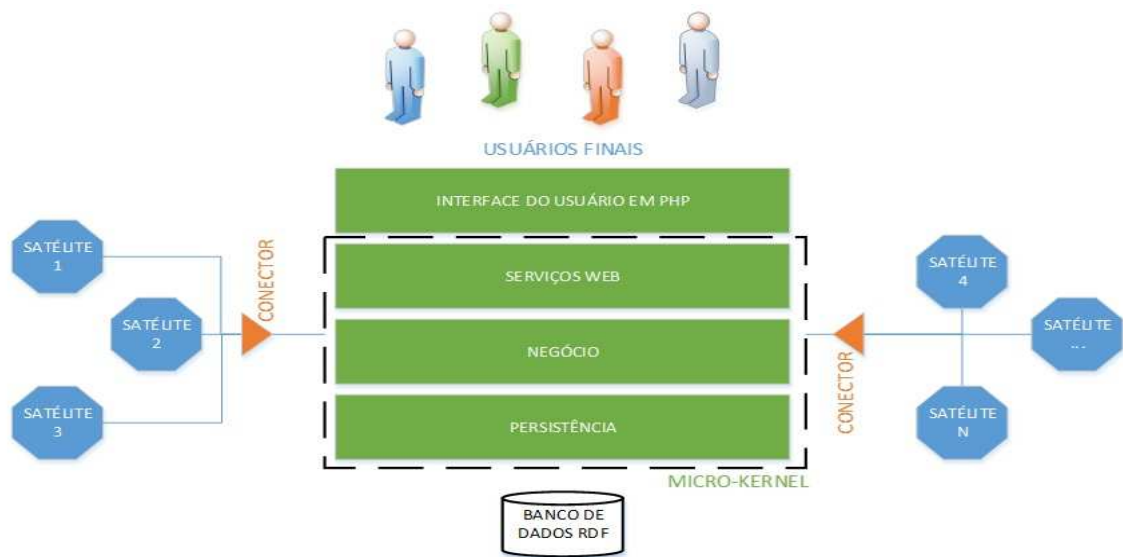 USUÁRIOS FINAIS
INTERFACE DO USUÁRIO EM PHP
SERVIÇOS WEB
NEGÓCIO
PERSISTÊNCIA
MICRO-KERNEL
BANCO DE
DADOS RDF
SATÉLITE
1
SATÉLITE
2
SATÉLITE
3
CONECTOR
CONECTOR
SATÉLITE
4
SATÉLITE
...
SATÉLITE
N